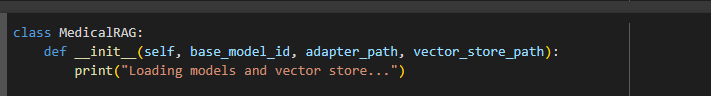 class MedicalRAG:
    def __init__(self, base_model_id, adapter_path, vector_store_path):
        print("Loading models and vector store...")